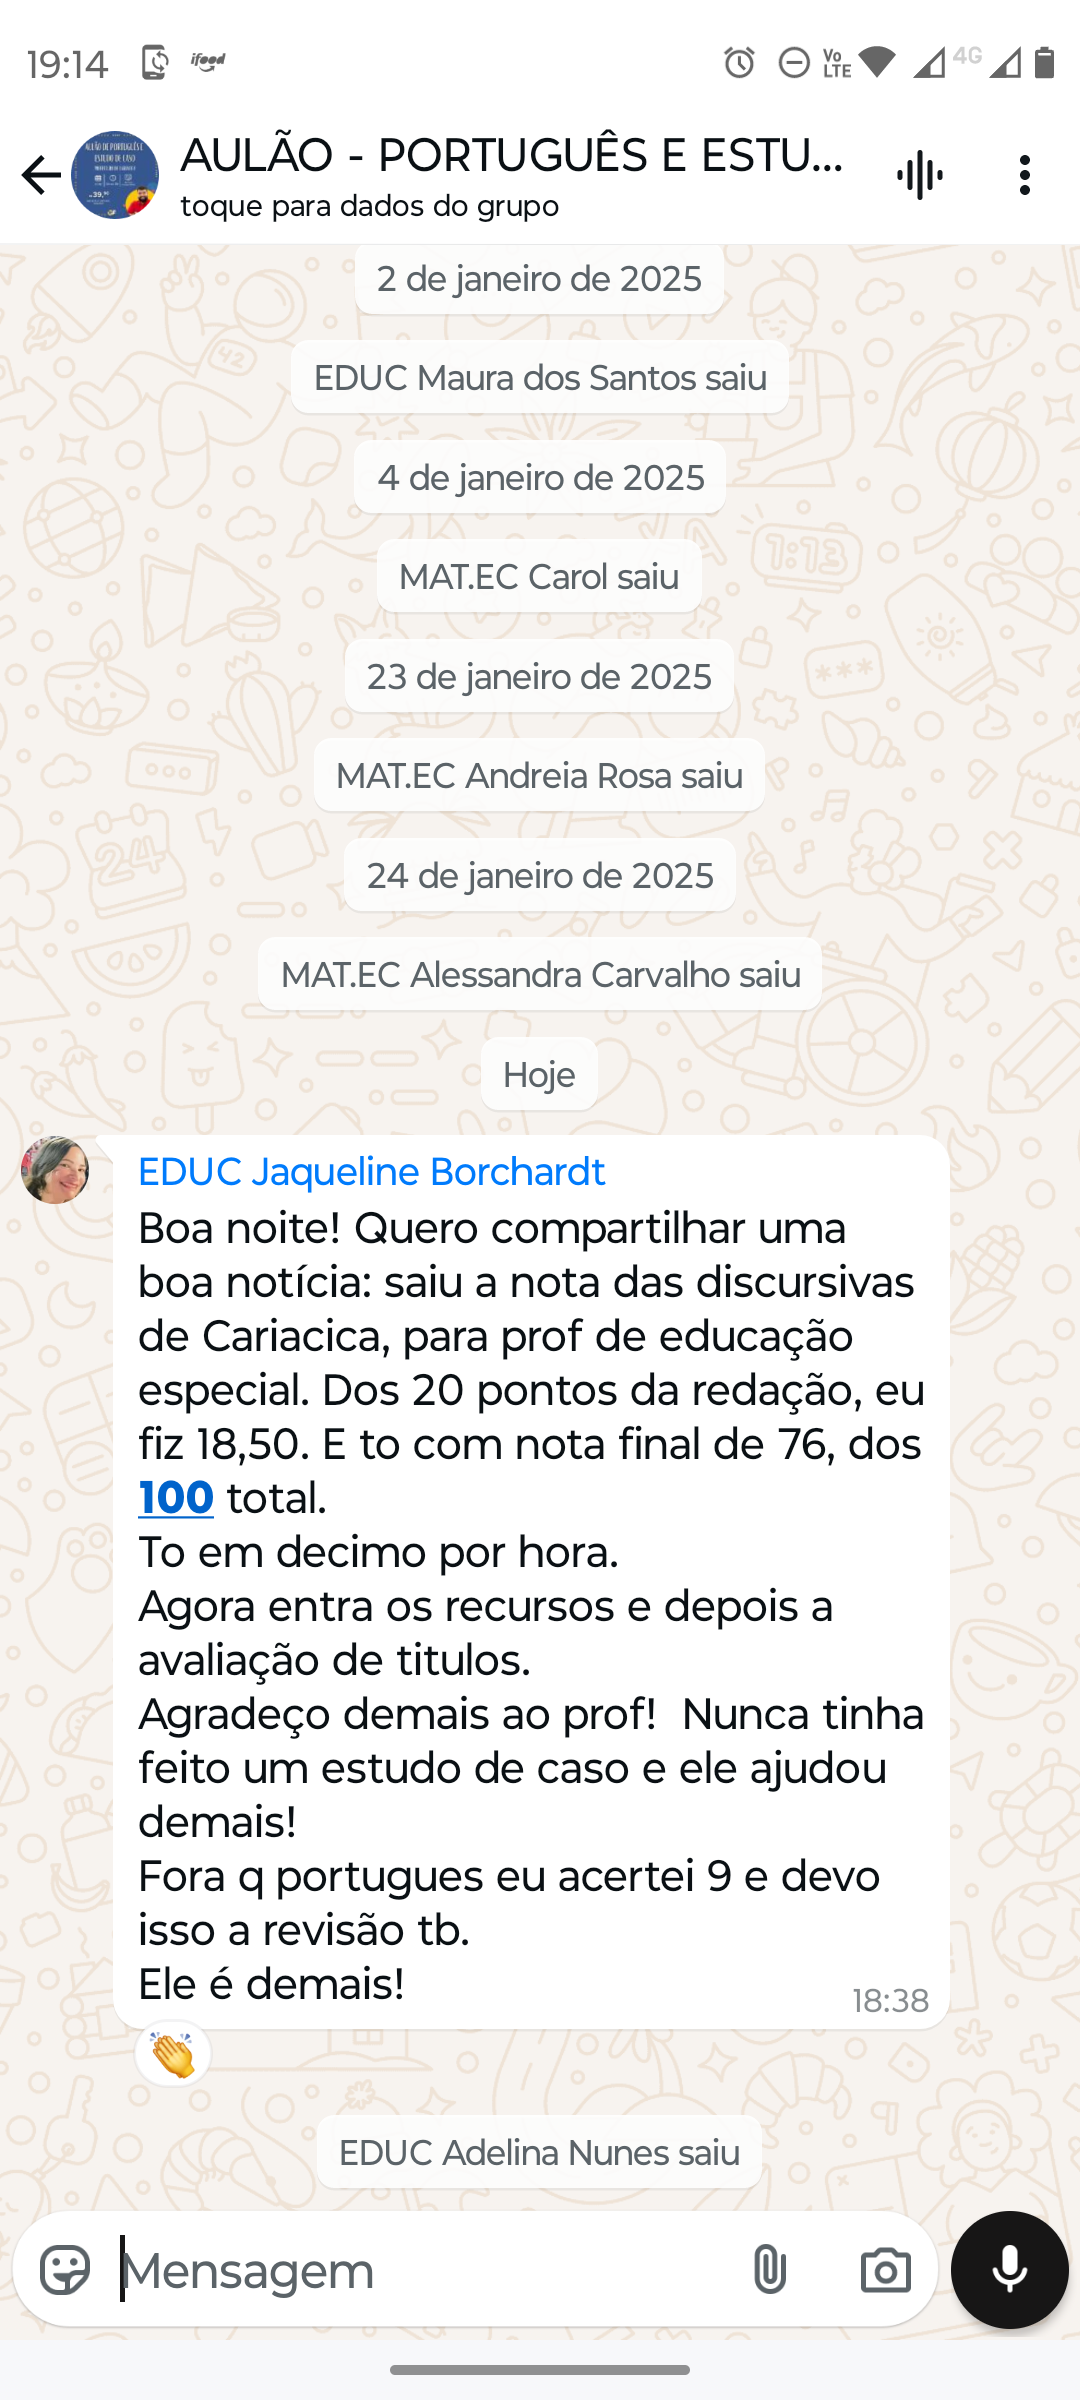 19:14
ifood
Vo
LTE
4G
AULÃO - PORTUGUÊS E ESTU...
toque para dados do grupo
2 de janeiro de 2025
EDUC Maura dos Santos saiu
4 de janeiro de 2025
MAT.EC Carol saiu
23 de janeiro de 2025
MAT.EC Andreia Rosa saiu
24 de janeiro de 2025
MAT.EC Alessandra Carvalho saiu
Hoje
EDUC Jaqueline Borchardt
Boa noite! Quero compartilhar uma
boa notícia: saiu a nota das discursivas
de Cariacica, para prof de educação
especial. Dos 20 pontos da redação, eu
fiz 18,50. E to com nota final de 76, dos
100 total.
To em decimo por hora.
Agora entra os recursos e depois a
avaliação de titulos.
Agradeço demais ao prof!  Nunca tinha
feito um estudo de caso e ele ajudou
demais!
Fora q portugues eu acertei 9 e devo
isso a revisão tb.
Ele é demais!
18:38
EDUC Adelina Nunes saiu
Mensagem